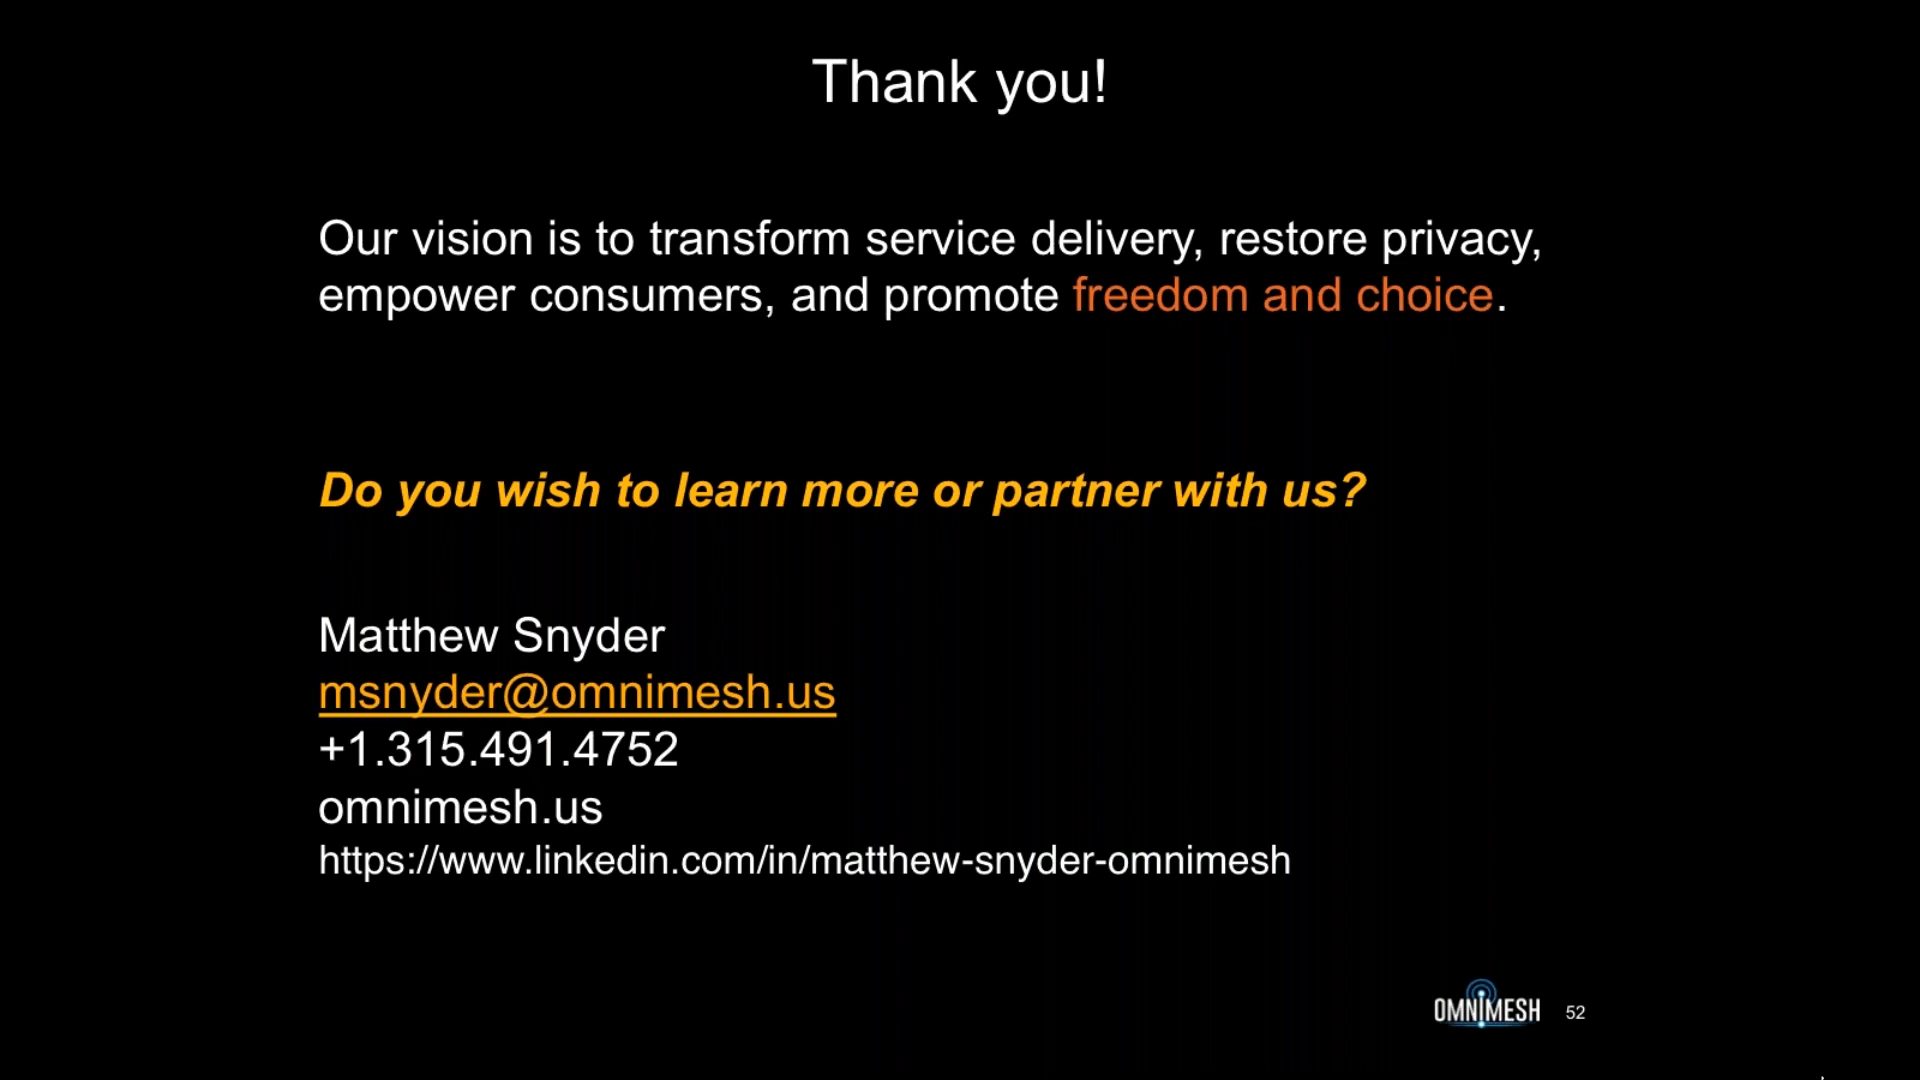 Thank you!
Our vision is to transform service delivery, restore privacy,
empower consumers, and promote freedom and choice.
Do you wish to learn more or partner with us?
Matthew Snyder
msnyder@omnimesh.us
+1.315.491.4752
omnimesh.us
https://www.linkedin.com/in/matthew-snyder-omnimesh
OMNIMESH 52